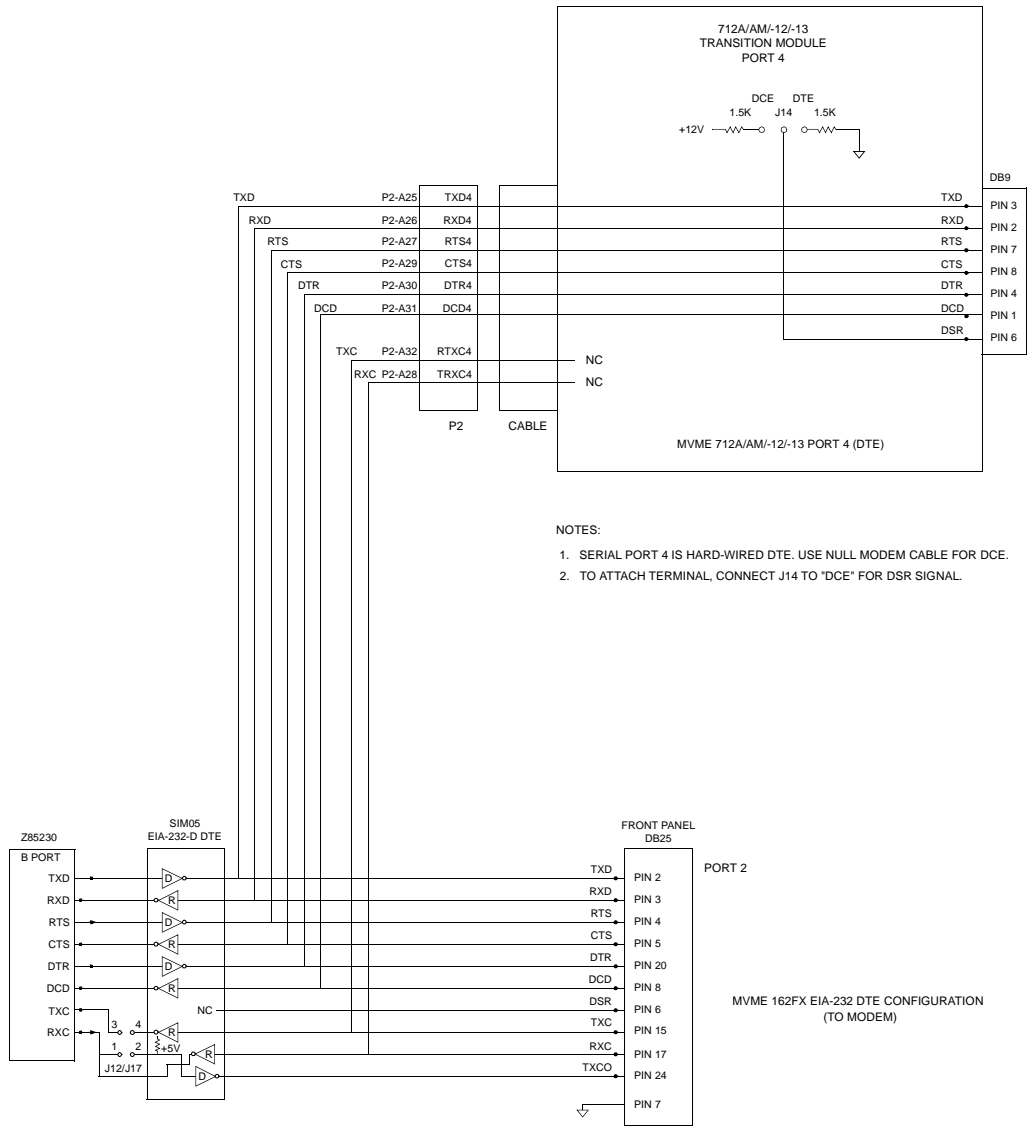 712A/AM/-12/-13
TRANSITION MODULE
PORT 4
DCE DTE
1.5K J14 1.5K
+12V
DB9
TXD P2-A25 TXD4 TXD PIN 3
RXD P2-A26 RXD4 RXD PIN 2
RTS P2-A27 RTS4 RTS PIN 7
CTS P2-A29 CTS4 CTS PIN 8
DTR P2-A30 DTR4 DTR PIN 4
DCD P2-A31 DCD4 DCD PIN 1
DSR PIN 6
TXC P2-A32 RTXC4 NC
RXC P2-A28 TRXC4 NC
P2 CABLE
MVME 712A/AM/-12/-13 PORT 4 (DTE)
NOTES:
1. SERIAL PORT 4 IS HARD-WIRED DTE. USE NULL MODEM CABLE FOR DCE.
2. TO ATTACH TERMINAL, CONNECT J14 TO "DCE" FOR DSR SIGNAL.
Z85230
B PORT
SIM05
EIA-232-D DTE
FRONT PANEL
DB25
PORT 2
TXD D TXD PIN 2
RXD R RXD PIN 3
RTS D RTS PIN 4
CTS R CTS PIN 5
DTR D DTR PIN 20
DCD R DCD PIN 8
NC DSR PIN 6
TXC 3 4 R TXC PIN 15
RXC 1 2 +5V R RXC PIN 17
J12/J17 D TXCO PIN 24
PIN 7
MVME 162FX EIA-232 DTE CONFIGURATION
(TO MODEM)